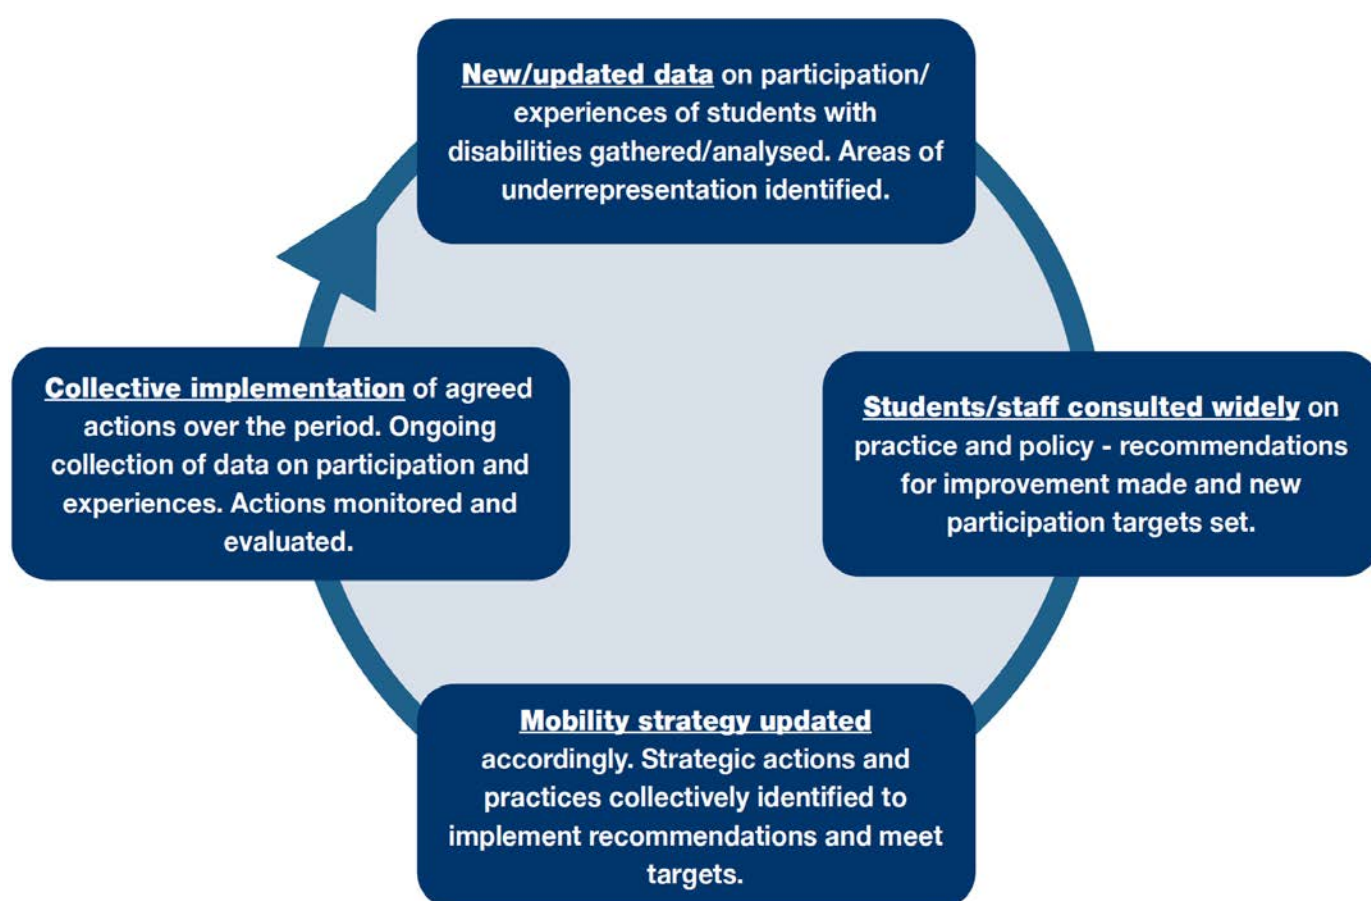 New/updated data on participation/
experiences of students with
disabilities gathered/analysed. Areas of
underrepresentation identified.
Students/staff consulted widely on
practice and policy - recommendations
for improvement made and new
participation targets set.
Mobility strategy updated
accordingly. Strategic actions and
practices collectively identified to
implement recommendations and meet
targets.
Collective implementation of agreed
actions over the period. Ongoing
collection of data on participation and
experiences. Actions monitored and
evaluated.